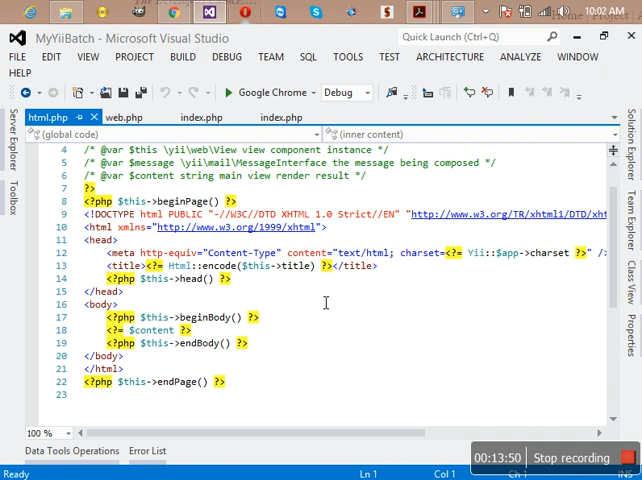 10:02 AM
MyYiiBatch - Microsoft Visual Studio
Quick Launch (Ctrl+Q)
FILE EDIT VIEW PROJECT BUILD DEBUG TEAM SQL TOOLS TEST ARCHITECTURE ANALYZE WINDOW
HELP
Google Chrome Debug
html.php web.php index.php index.php
(global code) (inner content)
4 /* @var $this \yii\web\View view component instance */
5 /* @var $message \yii\mail\MessageInterface the message being composed */
6 /* @var $content string main view render result */
7 ?>
8 <?php $this->beginPage() ?>
9 <!DOCTYPE html PUBLIC "-//W3C//DTD XHTML 1.0 Strict//EN" "http://www.w3.org/TR/xhtml1/DTD/xht
10 <html xmlns="http://www.w3.org/1999/xhtml">
11 <head>
12 <meta http-equiv="Content-Type" content="text/html; charset=<?= Yii::$app->charset ?>" />
13 <title><?= Html::encode($this->title) ?></title>
14 <?php $this->head() ?>
15 </head>
16 <body>
17 <?php $this->beginBody() ?>
18 <?= $content ?>
19 <?php $this->endBody() ?>
20 </body>
21 </html>
22 <?php $this->endPage() ?>
23
100 %
Data Tools Operations Error List
Ready Ln 1 Col 1 Ch 1 INS
00:13:50 Stop recording
Server Explorer
Toolbox
Solution Explorer
Team Explorer
Class View
Properties